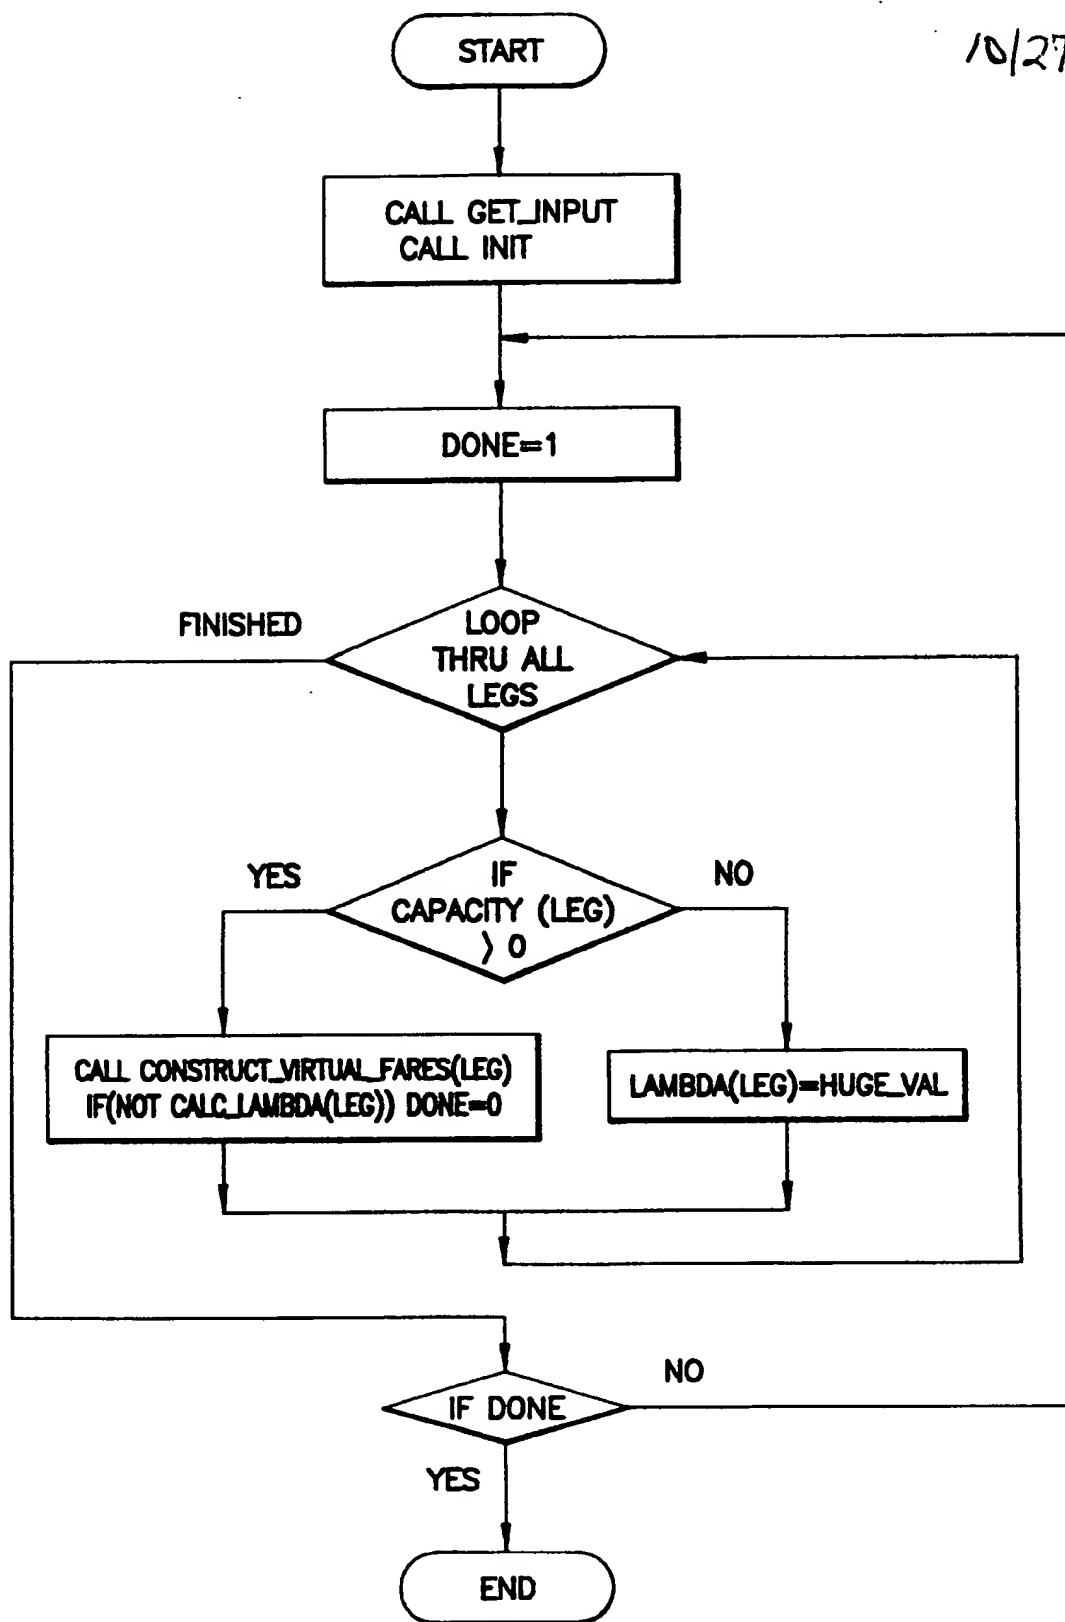 START
10/27
CALL GET_INPUT
CALL INIT
DONE=1
FINISHED
LOOP
THRU ALL
LEGS
YES
IF
CAPACITY (LEG)
> 0
NO
CALL CONSTRUCT_VIRTUAL_FARES(LEG)
IF(NOT CALC_LAMBDA(LEG)) DONE=0
LAMBDA(LEG)=HUGE_VAL
NO
IF DONE
YES
END